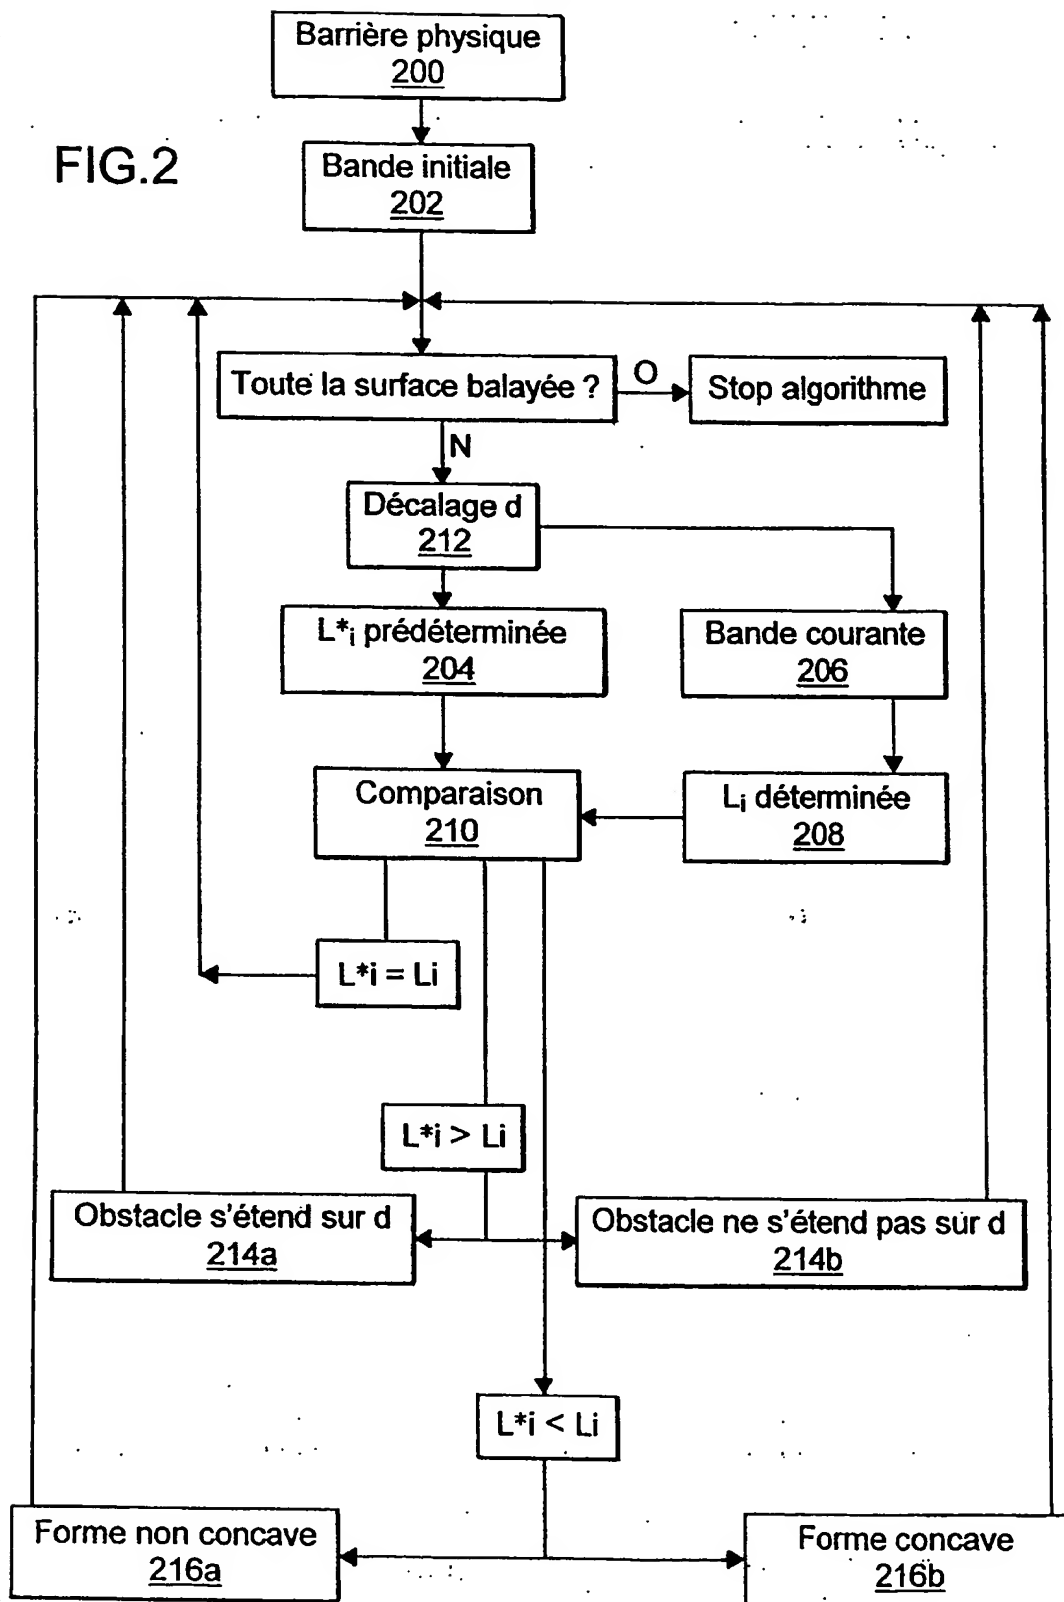 Barrière physique
200
FIG.2
Bande initiale
202
Toute la surface balayée ?
O
Stop algorithme
N
Décalage d
212
L*i prédéterminée
204
Bande courante
206
Comparaison
210
Li déterminée
208
L*i = Li
L*i > Li
Obstacle s'étend sur d
214a
Obstacle ne s'étend pas sur d
214b
L*i < Li
Forme non concave
216a
Forme concave
216b